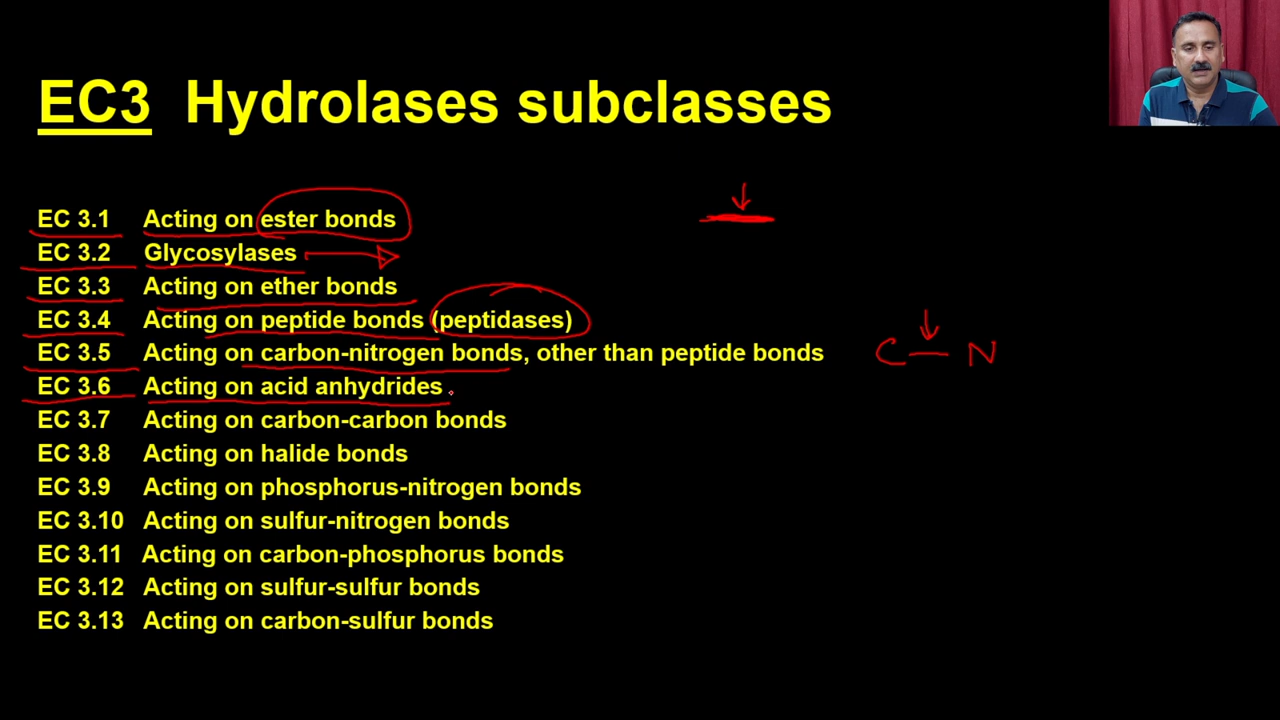 EC3 Hydrolases subclasses
EC 3.1 Acting on ester bonds
EC 3.2 Glycosylases
EC 3.3 Acting on ether bonds
EC 3.4 Acting on peptide bonds (peptidases)
EC 3.5 Acting on carbon-nitrogen bonds, other than peptide bonds
C — N
EC 3.6 Acting on acid anhydrides
EC 3.7 Acting on carbon-carbon bonds
EC 3.8 Acting on halide bonds
EC 3.9 Acting on phosphorus-nitrogen bonds
EC 3.10 Acting on sulfur-nitrogen bonds
EC 3.11 Acting on carbon-phosphorus bonds
EC 3.12 Acting on sulfur-sulfur bonds
EC 3.13 Acting on carbon-sulfur bonds